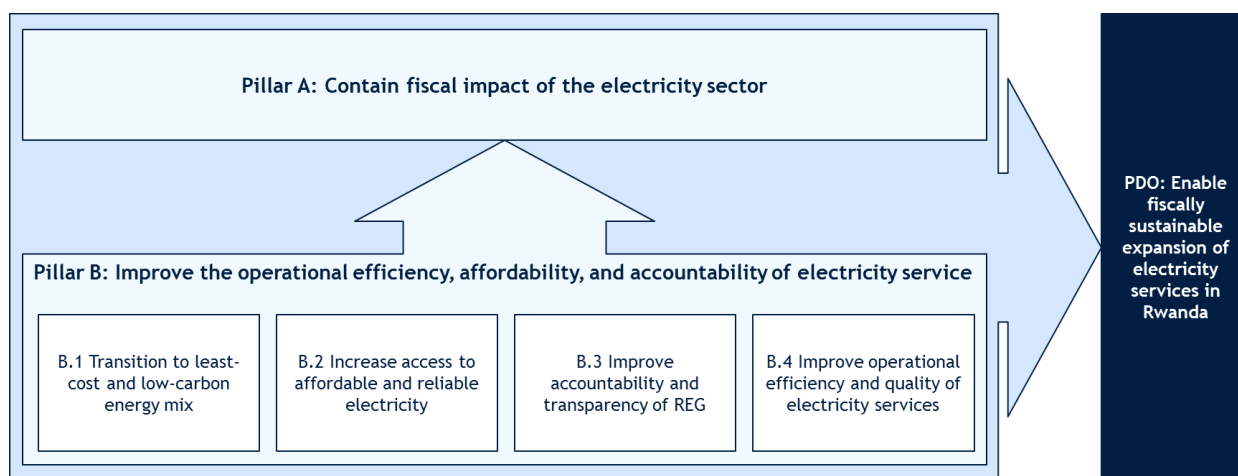 Pillar A: Contain fiscal impact of the electricity sector
Pillar B: Improve the operational efficiency, affordability, and accountability of electricity service
B.1 Transition to least-
cost and low-carbon
energy mix
B.2 Increase access to
affordable and reliable
electricity
B.3 Improve
accountability and
transparency of REG
B.4 Improve operational
efficiency and quality of
electricity services
PDO: Enable
fiscally
sustainable
expansion of
electricity
services in
Rwanda